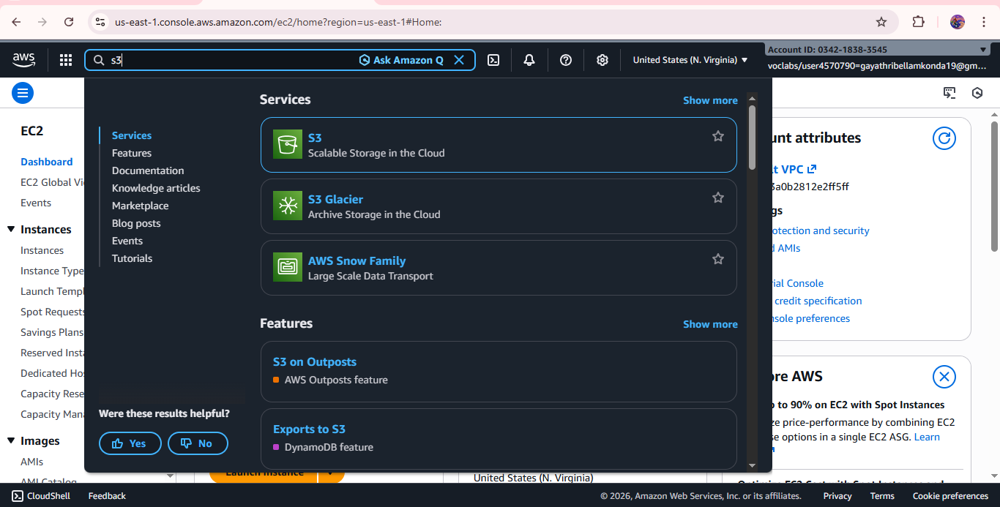 us-east-1.console.aws.amazon.com/ec2/home?region=us-east-1#Home:
aws
s3
Ask Amazon Q
United States (N. Virginia)
Account ID: 0342-1838-3545
voclabs/user4570790=gayathribellamkonda19@gm...
EC2
Dashboard
EC2 Global Vi
Events
Instances
Instances
Instance Type
Launch Templ
Spot Requests
Savings Plans
Reserved Insta
Dedicated Ho
Capacity Rese
Capacity Mana
Images
AMIs
AMI Catalog
Services
Features
Documentation
Knowledge articles
Marketplace
Blog posts
Events
Tutorials
Were these results helpful?
Yes
No
Services
Show more
S3
Scalable Storage in the Cloud
S3 Glacier
Archive Storage in the Cloud
AWS Snow Family
Large Scale Data Transport
Features
Show more
S3 on Outposts
AWS Outposts feature
Exports to S3
DynamoDB feature
Launch instance
United States (N. Virginia)
unt attributes
t VPC
3a0b2812e2ff5ff
gs
otection and security
d AMIs
ial Console
credit specification
nsole preferences
ore AWS
o to 90% on EC2 with Spot Instances
ze price-performance by combining EC2
se options in a single EC2 ASG. Learn
CloudShell
Feedback
© 2026, Amazon Web Services, Inc. or its affiliates.
Privacy
Terms
Cookie preferences